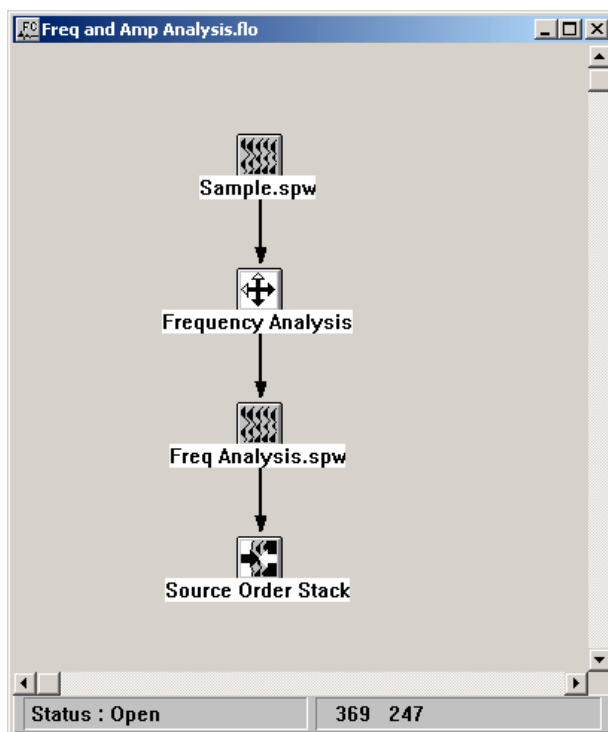 FC Freq and Amp Analysis.flo
Sample.spw
Frequency Analysis
Freq Analysis.spw
Source Order Stack
Status : Open
369 247